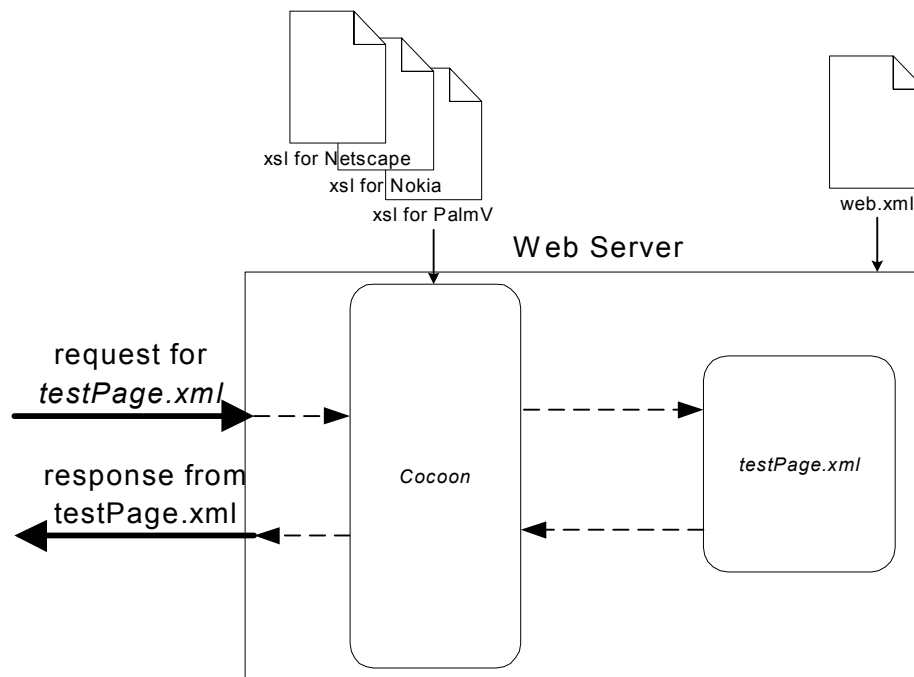 xsl for Netscape
xsl for Nokia
xsl for PalmV
web.xml
Web Server
request for
testPage.xml
response from
testPage.xml
Cocoon
testPage.xml